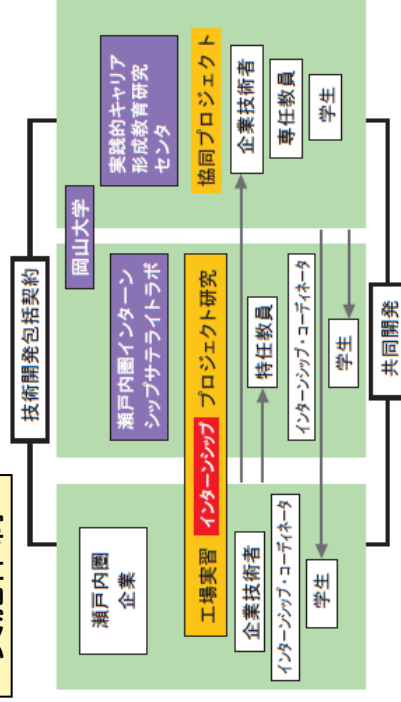 技術開発包括契約
瀬戸内圏
企業
工場実習
インターンシップ
プロジェクト研究
企業技術者
インターンシップ・コーディネータ
学生
瀬戸内圏インターン
シップサテライトラボ
特任教員
インターンシップ・コーディネータ
学生
岡山大学
実践的キャリア
形成教育研究
センタ
協同プロジェクト
企業技術者
専任教員
学生
共同開発